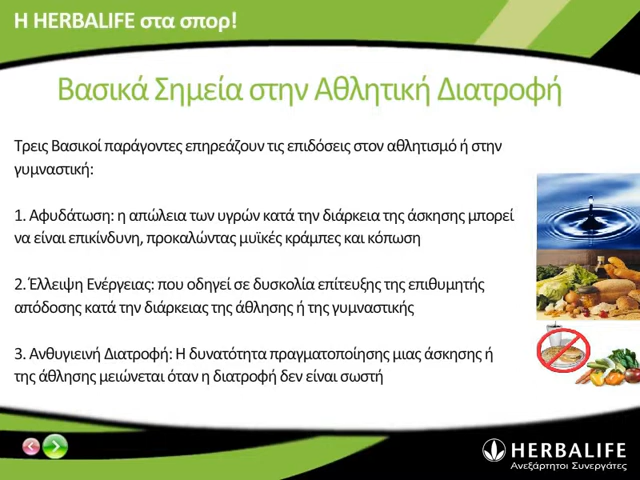 Η HERBALIFE στα σπορ!
Βασικά Σημεία στην Αθλητική Διατροφή
Τρεις Βασικοί παράγοντες επηρεάζουν τις επιδόσεις στον αθλητισμό ή στην
γυμναστική:
1. Αφυδάτωση: η απώλεια των υγρών κατά την διάρκεια της άσκησης μπορεί
να είναι επικίνδυνη, προκαλώντας μυϊκές κράμπες και κόπωση
2. Έλλειψη Ενέργειας: που οδηγεί σε δυσκολία επίτευξης της επιθυμητής
απόδοσης κατά την διάρκειας της άθλησης ή της γυμναστικής
3. Ανθυγιεινή Διατροφή: Η δυνατότητα πραγματοποίησης μιας άσκησης ή
της άθλησης μειώνεται όταν η διατροφή δεν είναι σωστή
HERBALIFE
Ανεξάρτητοι Συνεργάτες